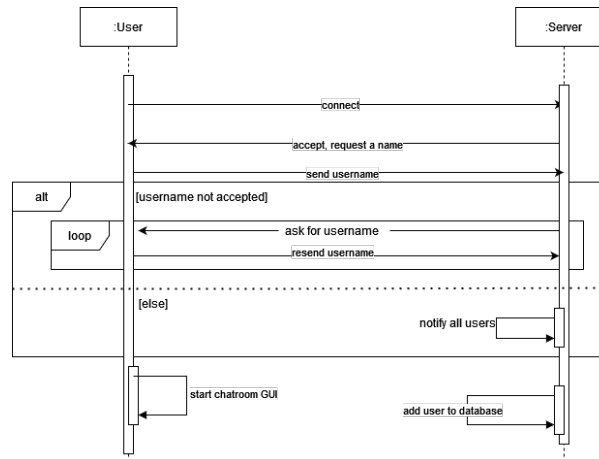 :User
:Server
connect
accept, request a name
send username
alt
[username not accepted]
loop
ask for username
resend username
[else]
notify all users
start chatroom GUI
add user to database